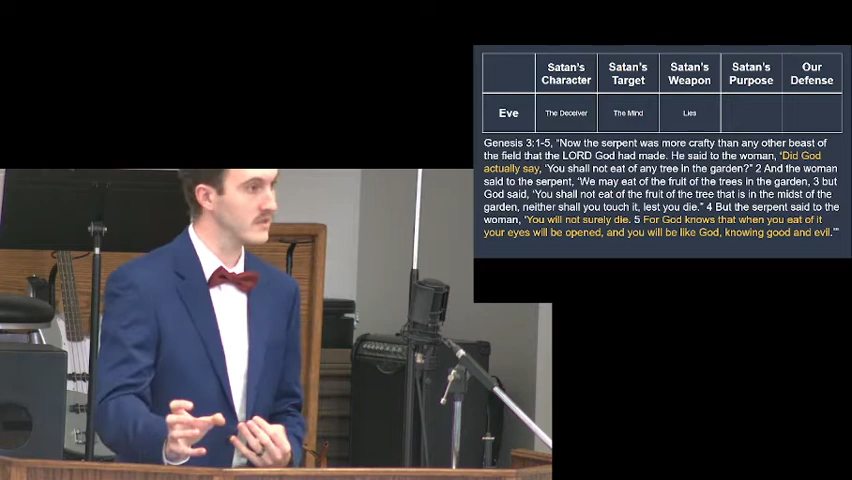 Satan's Satan's Satan's Satan's Our
Character Target Weapon Purpose Defense
Eve The Deceiver The Mind Lies
Genesis 3:1-5, "Now the serpent was more crafty than any other beast of
the field that the LORD God had made. He said to the woman, 'Did God
actually say, 'You shall not eat of any tree in the garden?" 2 And the woman
said to the serpent, 'We may eat of the fruit of the trees in the garden, 3 but
God said, 'You shall not eat of the fruit of the tree that is in the midst of the
garden, neither shall you touch it, lest you die." 4 But the serpent said to the
woman, 'You will not surely die. 5 For God knows that when you eat of it
your eyes will be opened, and you will be like God, knowing good and evil.'"